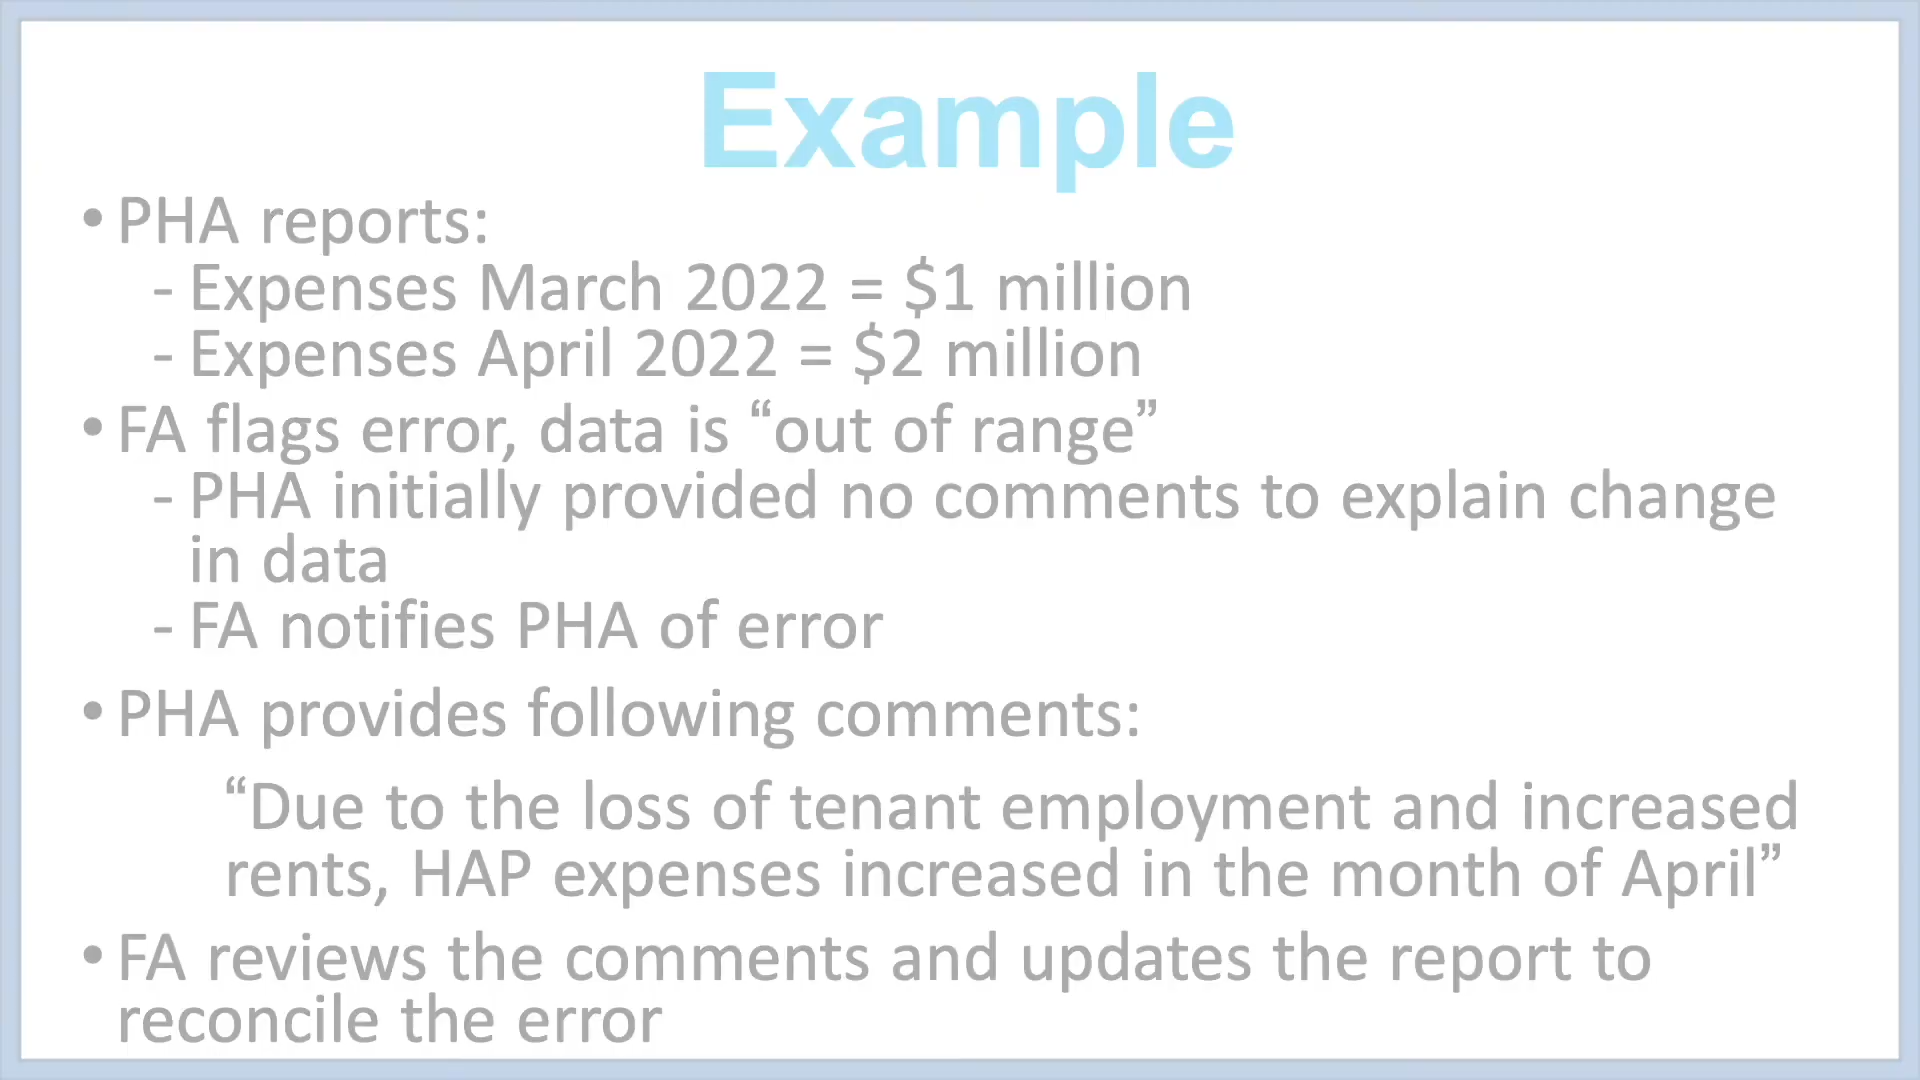 Example
• PHA reports:
- Expenses March 2022 = $1 million
- Expenses April 2022 = $2 million
• FA flags error, data is “out of range”
- PHA initially provided no comments to explain change
in data
- FA notifies PHA of error
• PHA provides following comments:
“Due to the loss of tenant employment and increased
rents, HAP expenses increased in the month of April”
• FA reviews the comments and updates the report to
reconcile the error